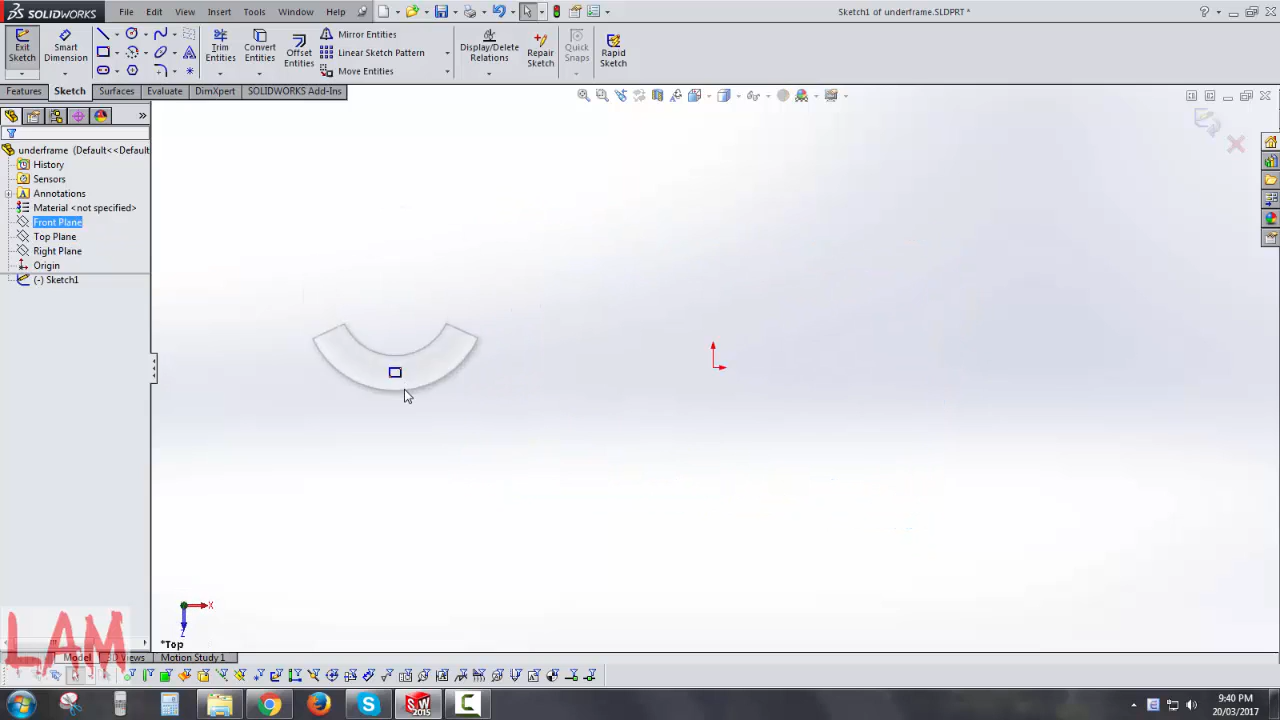 SOLIDWORKS
File Edit View Insert Tools Window Help
Sketch1 of underframe.SLDPRT *
Exit Sketch
Smart Dimension
Trim Entities
Convert Entities
Offset Entities
Mirror Entities
Linear Sketch Pattern
Move Entities
Display/Delete Relations
Repair Sketch
Quick Snaps
Rapid Sketch
Features Sketch Surfaces Evaluate DimXpert SOLIDWORKS Add-Ins
underframe (Default<<Default
History
Sensors
Annotations
Material <not specified>
Front Plane
Top Plane
Right Plane
Origin
(-) Sketch1
X
Z
*Top
LAM
Model 3D Views Motion Study 1
SW 2015
9:40 PM
20/03/2017